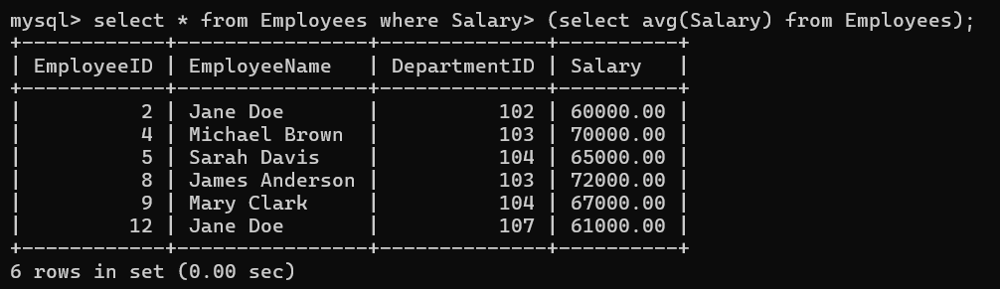 mysql> select * from Employees where Salary> (select avg(Salary) from Employees);
+------------+----------------+--------------+----------+
| EmployeeID | EmployeeName   | DepartmentID | Salary   |
+------------+----------------+--------------+----------+
|          2 | Jane Doe       |          102 | 60000.00 |
|          4 | Michael Brown  |          103 | 70000.00 |
|          5 | Sarah Davis    |          104 | 65000.00 |
|          8 | James Anderson |          103 | 72000.00 |
|          9 | Mary Clark     |          104 | 67000.00 |
|         12 | Jane Doe       |          107 | 61000.00 |
+------------+----------------+--------------+----------+
6 rows in set (0.00 sec)